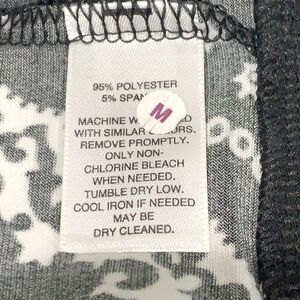 95% POLYESTER
5% SPAN
M
MACHINE W
WITH SIMILAR ORS.
REMOVE PROMPTLY.
ONLY NON-
CHLORINE BLEACH
WHEN NEEDED.
TUMBLE DRY LOW.
COOL IRON IF NEEDED
MAY BE
DRY CLEANED.